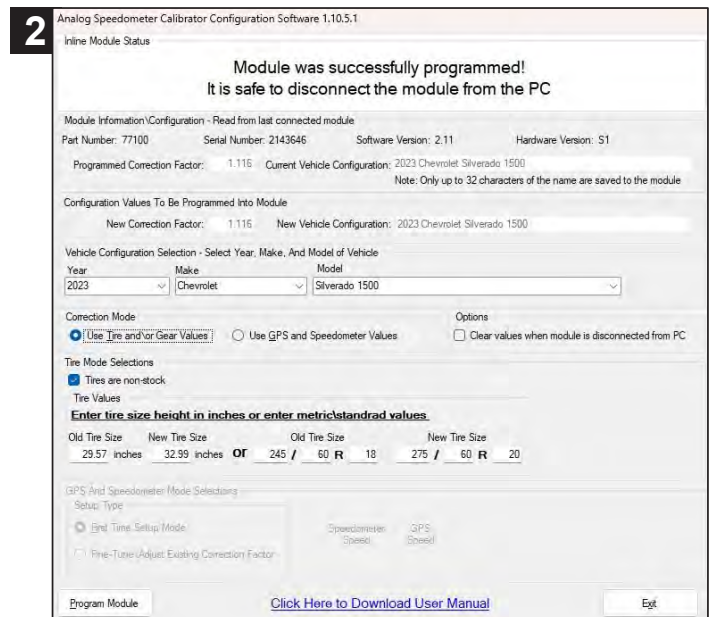 2
Analog Speedometer Calibrator Configuration Software 1.10.5.1
Inline Module Status
Module was successfully programmed!
It is safe to disconnect the module from the PC
Module Information\Configuration - Read from last connected module
Part Number: 77100 Serial Number: 2143646 Software Version: 2.11 Hardware Version: S1
Programmed Correction Factor: 1.116 Current Vehicle Configuration: 2023 Chevrolet Silverado 1500
Note: Only up to 32 characters of the name are saved to the module
Configuration Values To Be Programmed Into Module
New Correction Factor: 1.116 New Vehicle Configuration: 2023 Chevrolet Silverado 1500
Vehicle Configuration Selection - Select Year, Make, And Model of Vehicle
Year Make Model
2023 Chevrolet Silverado 1500
Correction Mode Options
Use Tire and\or Gear Values Use GPS and Speedometer Values Clear values when module is disconnected from PC
Tire Mode Selections
Tires are non-stock
Tire Values
Enter tire size height in inches or enter metric\standrad values
Old Tire Size New Tire Size Old Tire Size New Tire Size
29.57 inches 32.99 inches or 245 / 60 R 18 275 / 60 R 20
GPS And Speedometer Mode Selections
Setup Type
First Time Setup Mode Speedometer Speed GPS Speed
Fine-Tune\Adjust Existing Correction Factor
Program Module Click Here to Download User Manual Exit